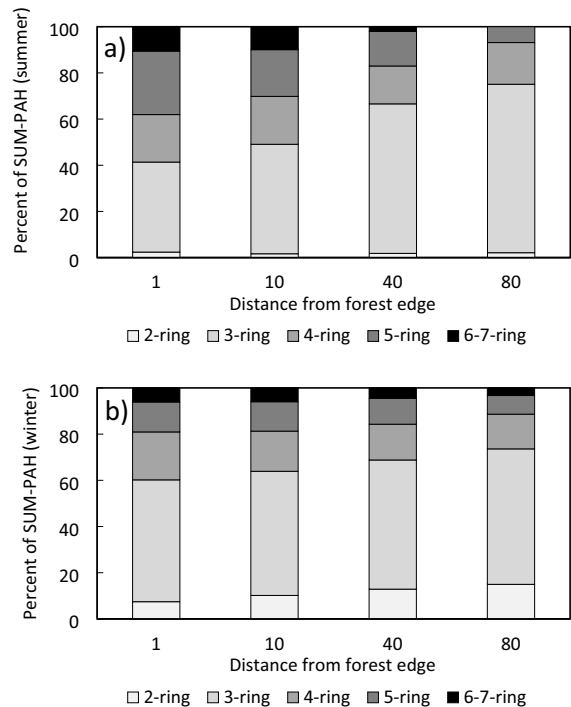 Percent of SUM-PAH (summer)
a)
100
80
60
40
20
0
1 10 40 80
Distance from forest edge
2-ring 3-ring 4-ring 5-ring 6-7-ring
Percent of SUM-PAH (winter)
b)
100
80
60
40
20
0
1 10 40 80
Distance from forest edge
2-ring 3-ring 4-ring 5-ring 6-7-ring